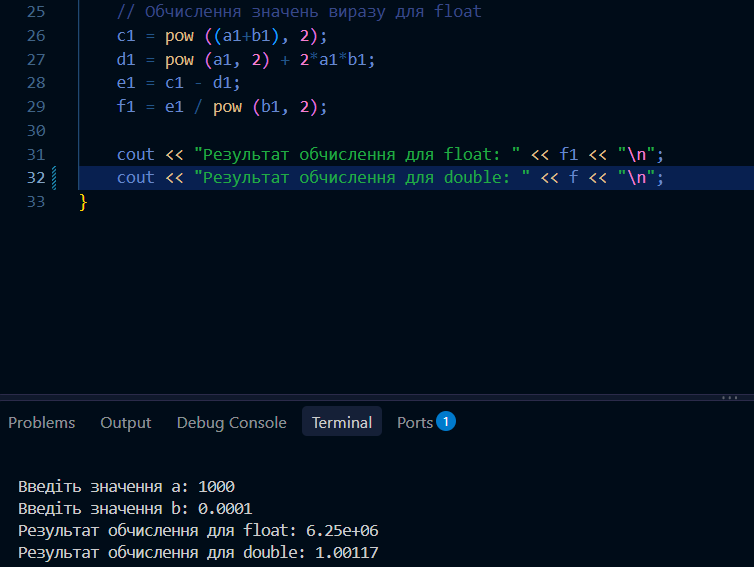 25 // Обчислення значень виразу для float
26 c1 = pow ((a1+b1), 2);
27 d1 = pow (a1, 2) + 2*a1*b1;
28 e1 = c1 - d1;
29 f1 = e1 / pow (b1, 2);
30
31 cout << "Результат обчислення для float: " << f1 << "\n";
32 cout << "Результат обчислення для double: " << f << "\n";
33 }
Problems Output Debug Console Terminal Ports 1
Введіть значення a: 1000
Введіть значення b: 0.0001
Результат обчислення для float: 6.25e+06
Результат обчислення для double: 1.00117